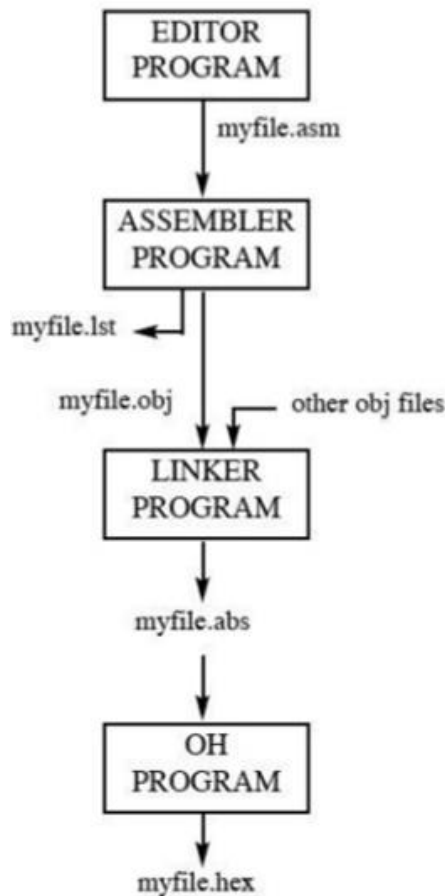 EDITOR
PROGRAM
myfile.asm
ASSEMBLER
PROGRAM
myfile.lst
myfile.obj
other obj files
LINKER
PROGRAM
myfile.abs
OH
PROGRAM
myfile.hex